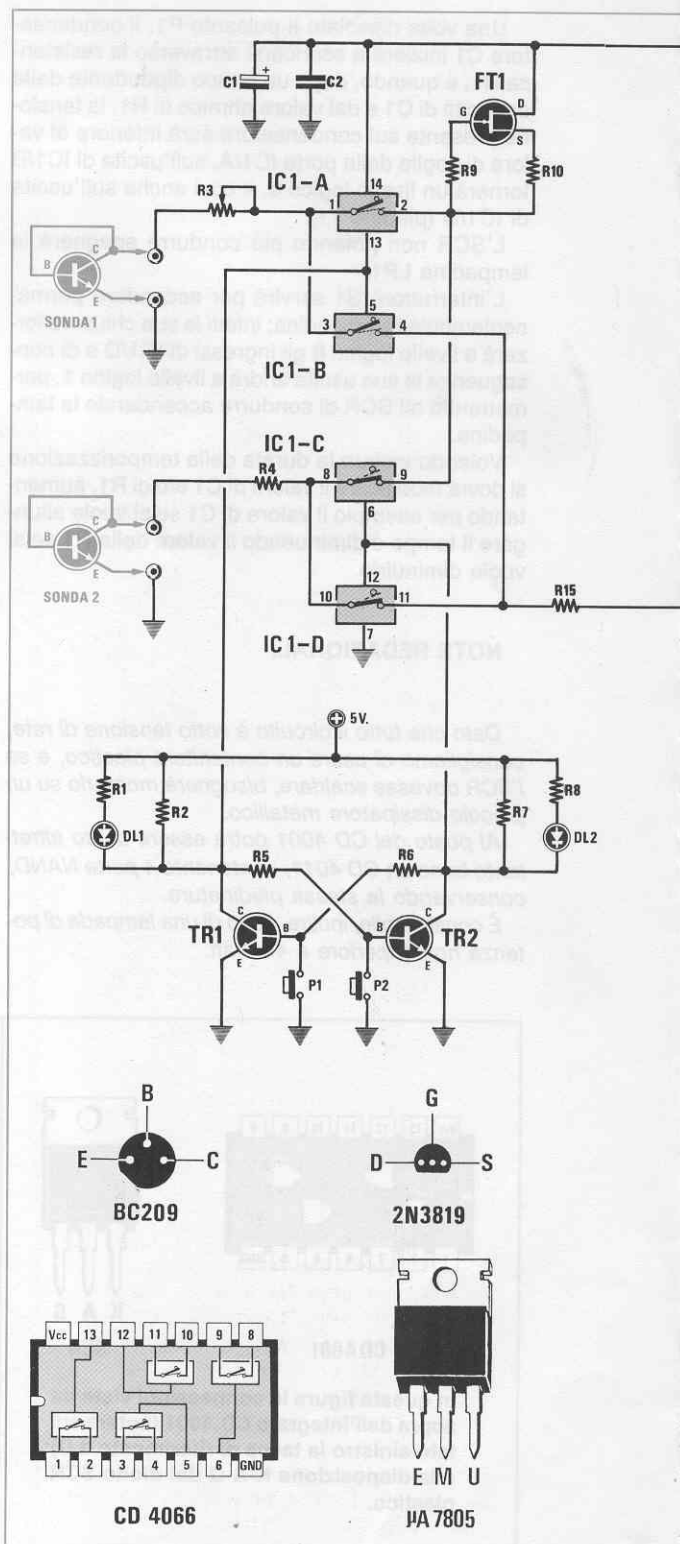 C1 + C2 FT1
G D S
R9 R10
IC1-A
R3 1 14 2
13
C B E
SONDA 1
5
3 4
IC1-B
IC1-C
R4 8 9
6
C B E
SONDA 2
12
10 11 R15
7
IC1-D
+ 5 V.
R1 R2 R7 R8
DL1 DL2
R5 R6
C B E TR1
C B E TR2
P1 P2
B
E C
BC209
G
D S
2N3819
Vcc 13 12 11 10 9 8
1 2 3 4 5 6 GND
CD 4066
E M U
µA 7805